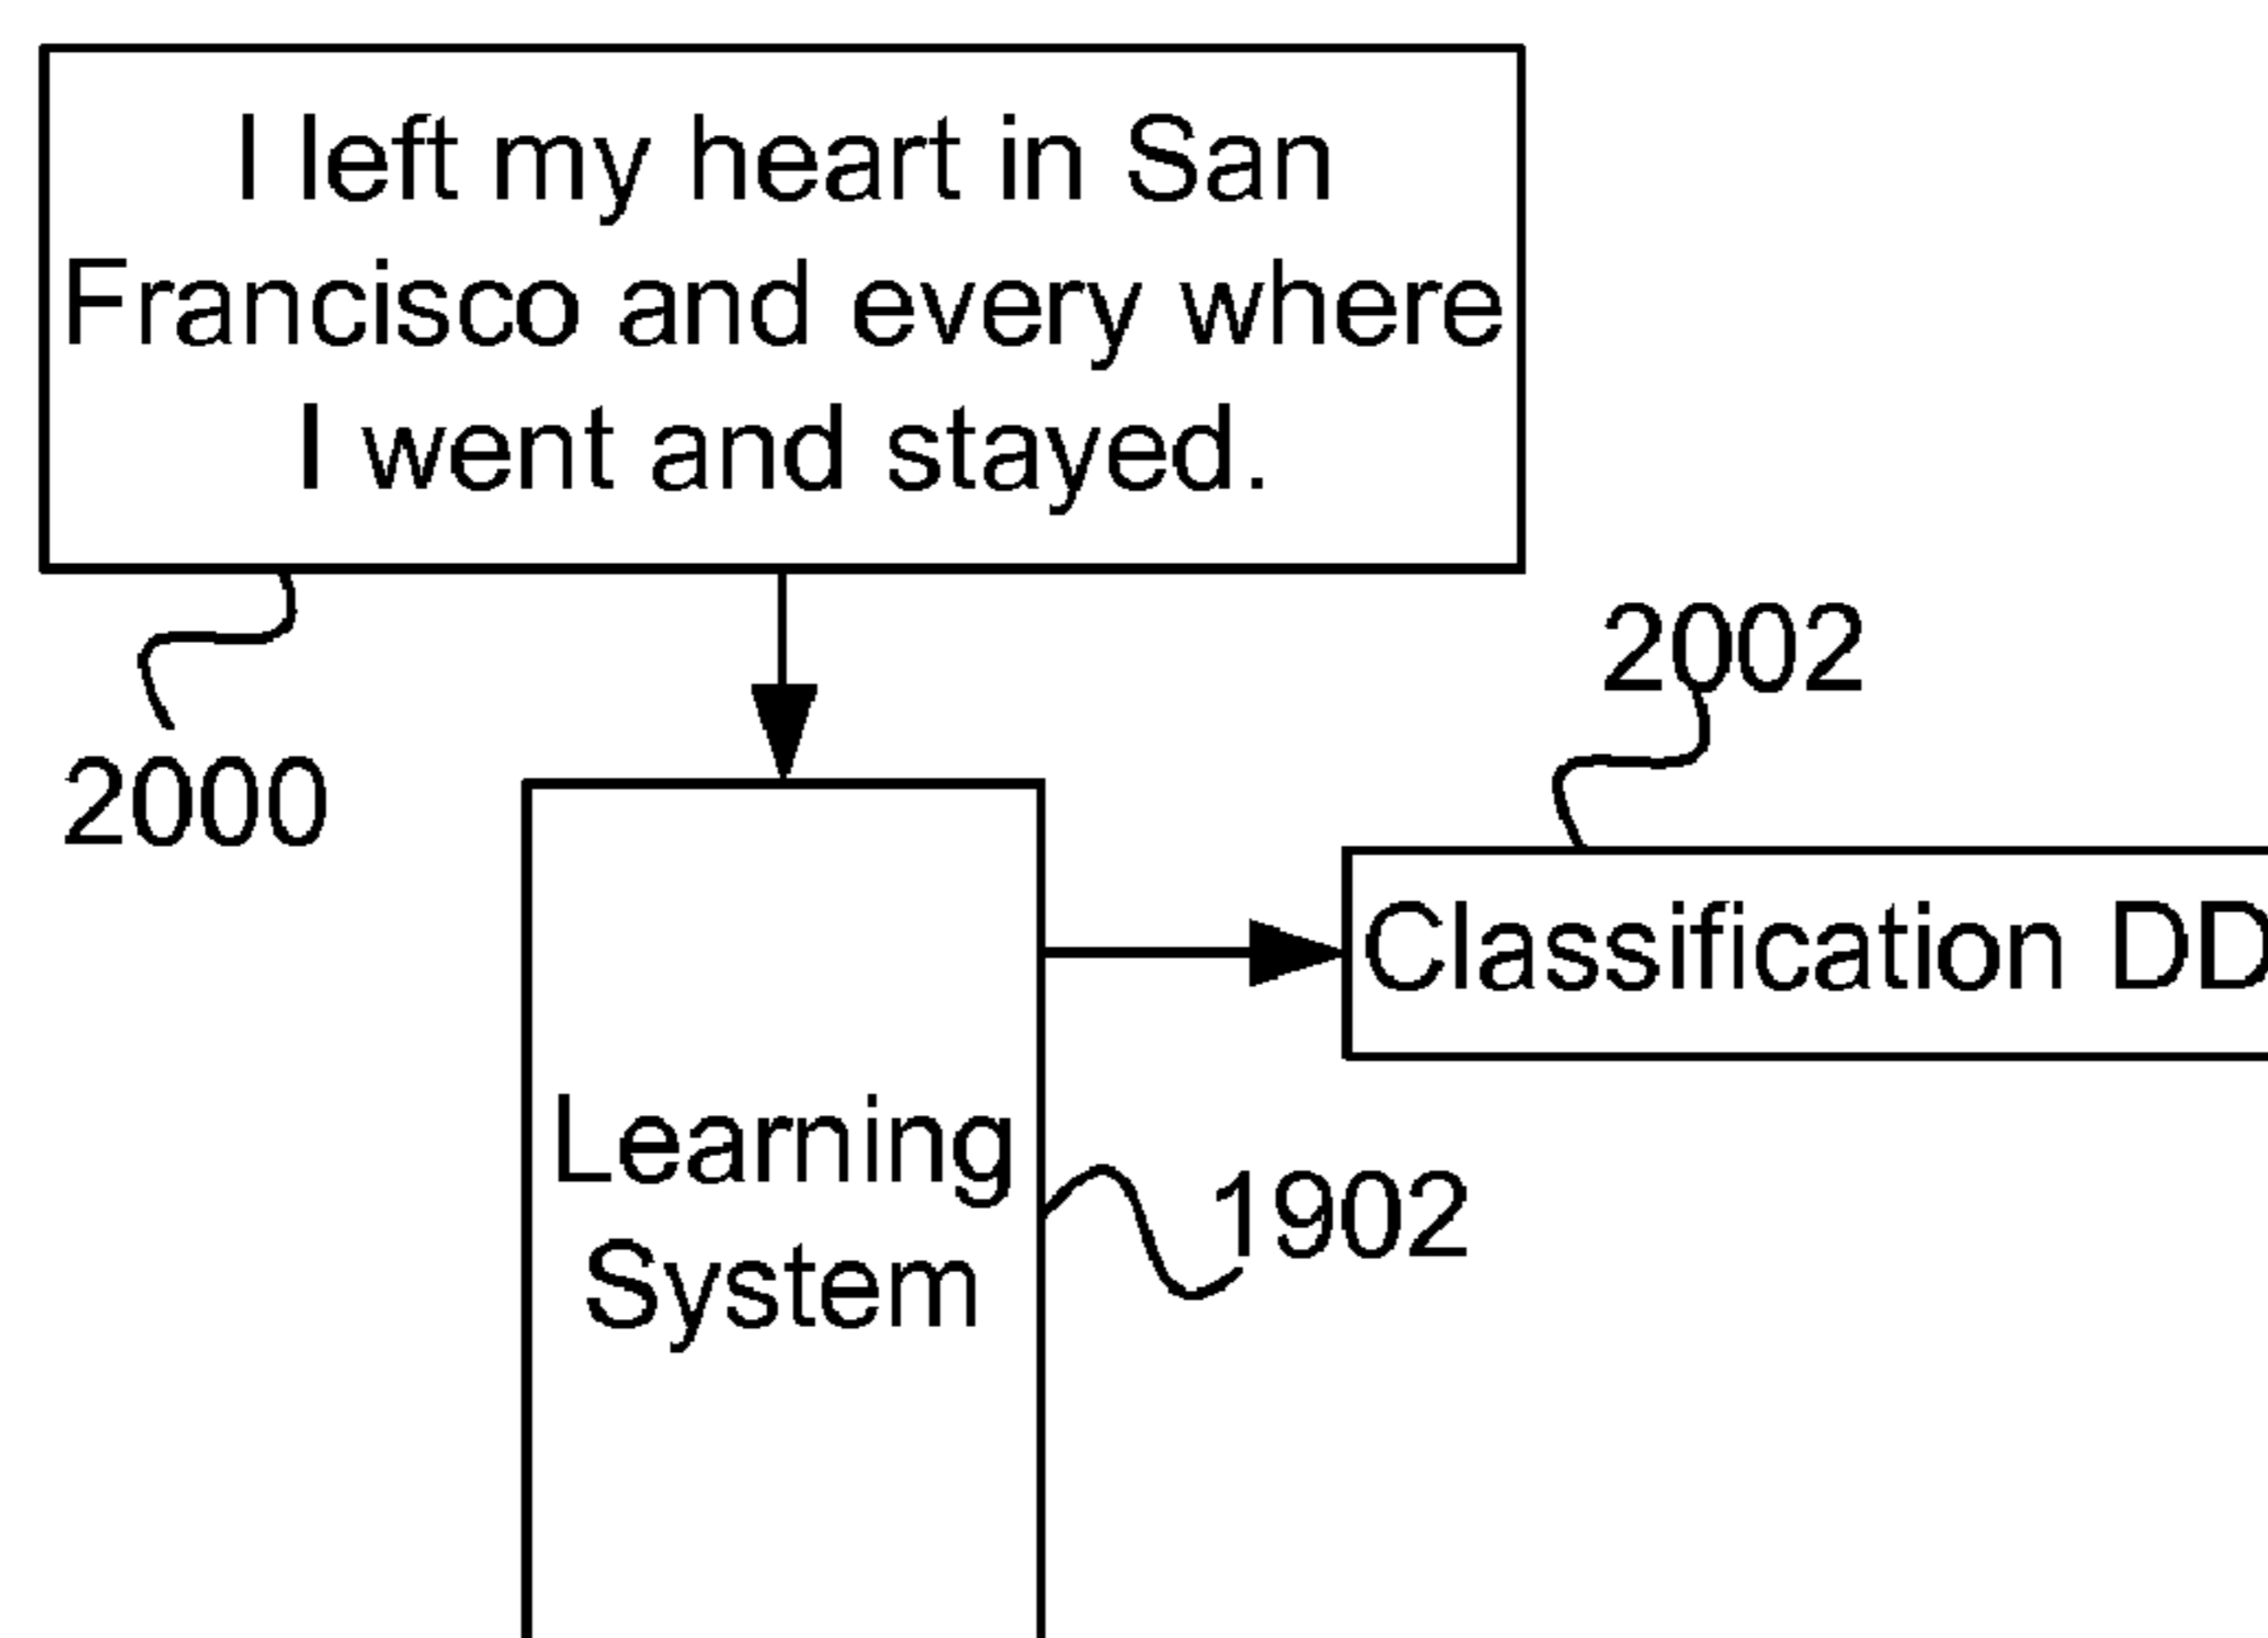 I left my heart in San
Francisco and every where
I went and stayed.
2002
2000
Classification DD
Learning
System
1902